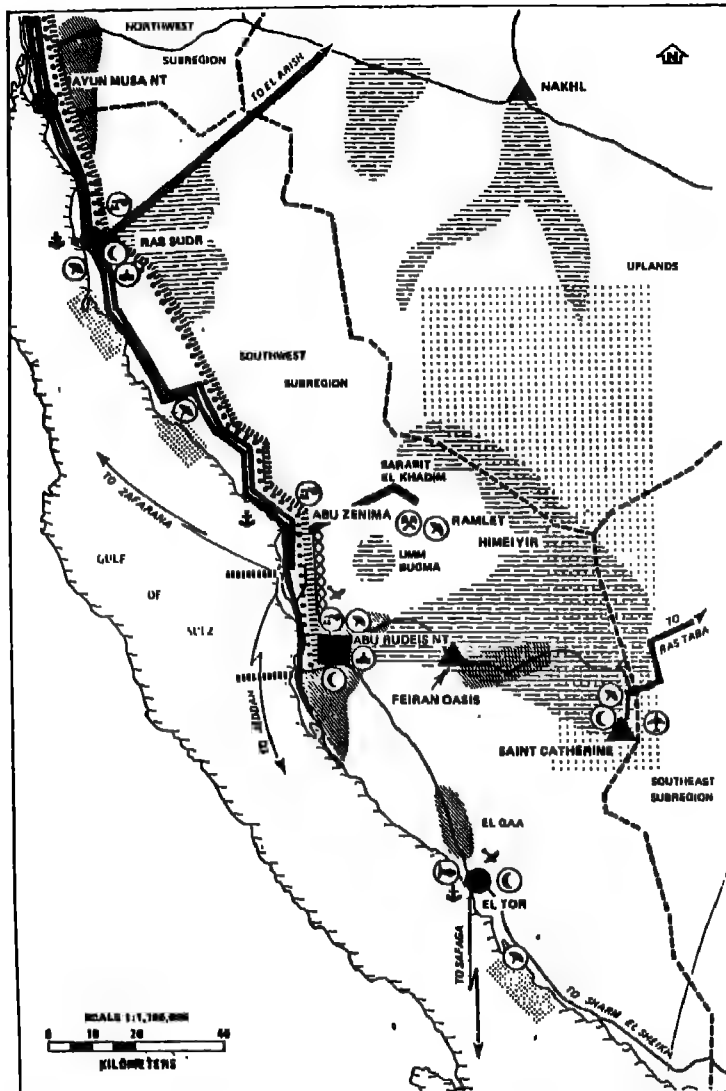 NORTHWEST
SUBREGION
AYUN MUSA NT
TO EL ARISH
N
NAKHL
RAS SUDR
UPLANDS
SOUTHWEST
SUBREGION
SARABIT
EL KHADIM
TO ZAFARANA
ABU ZENIMA
RAMLET
HIMEIYIR
GULF
OF
SUEZ
UMM
BUGMA
ABU RUDEIS NT
TO
RAS TABA
FEIRAN OASIS
TO JEDDAH
SAINT CATHERINE
SOUTHEAST
SUBREGION
EL QAA
EL TOR
TO SAFAGA
TO SHARM EL SHEIKH
0 10 20 40
KILOMETERS